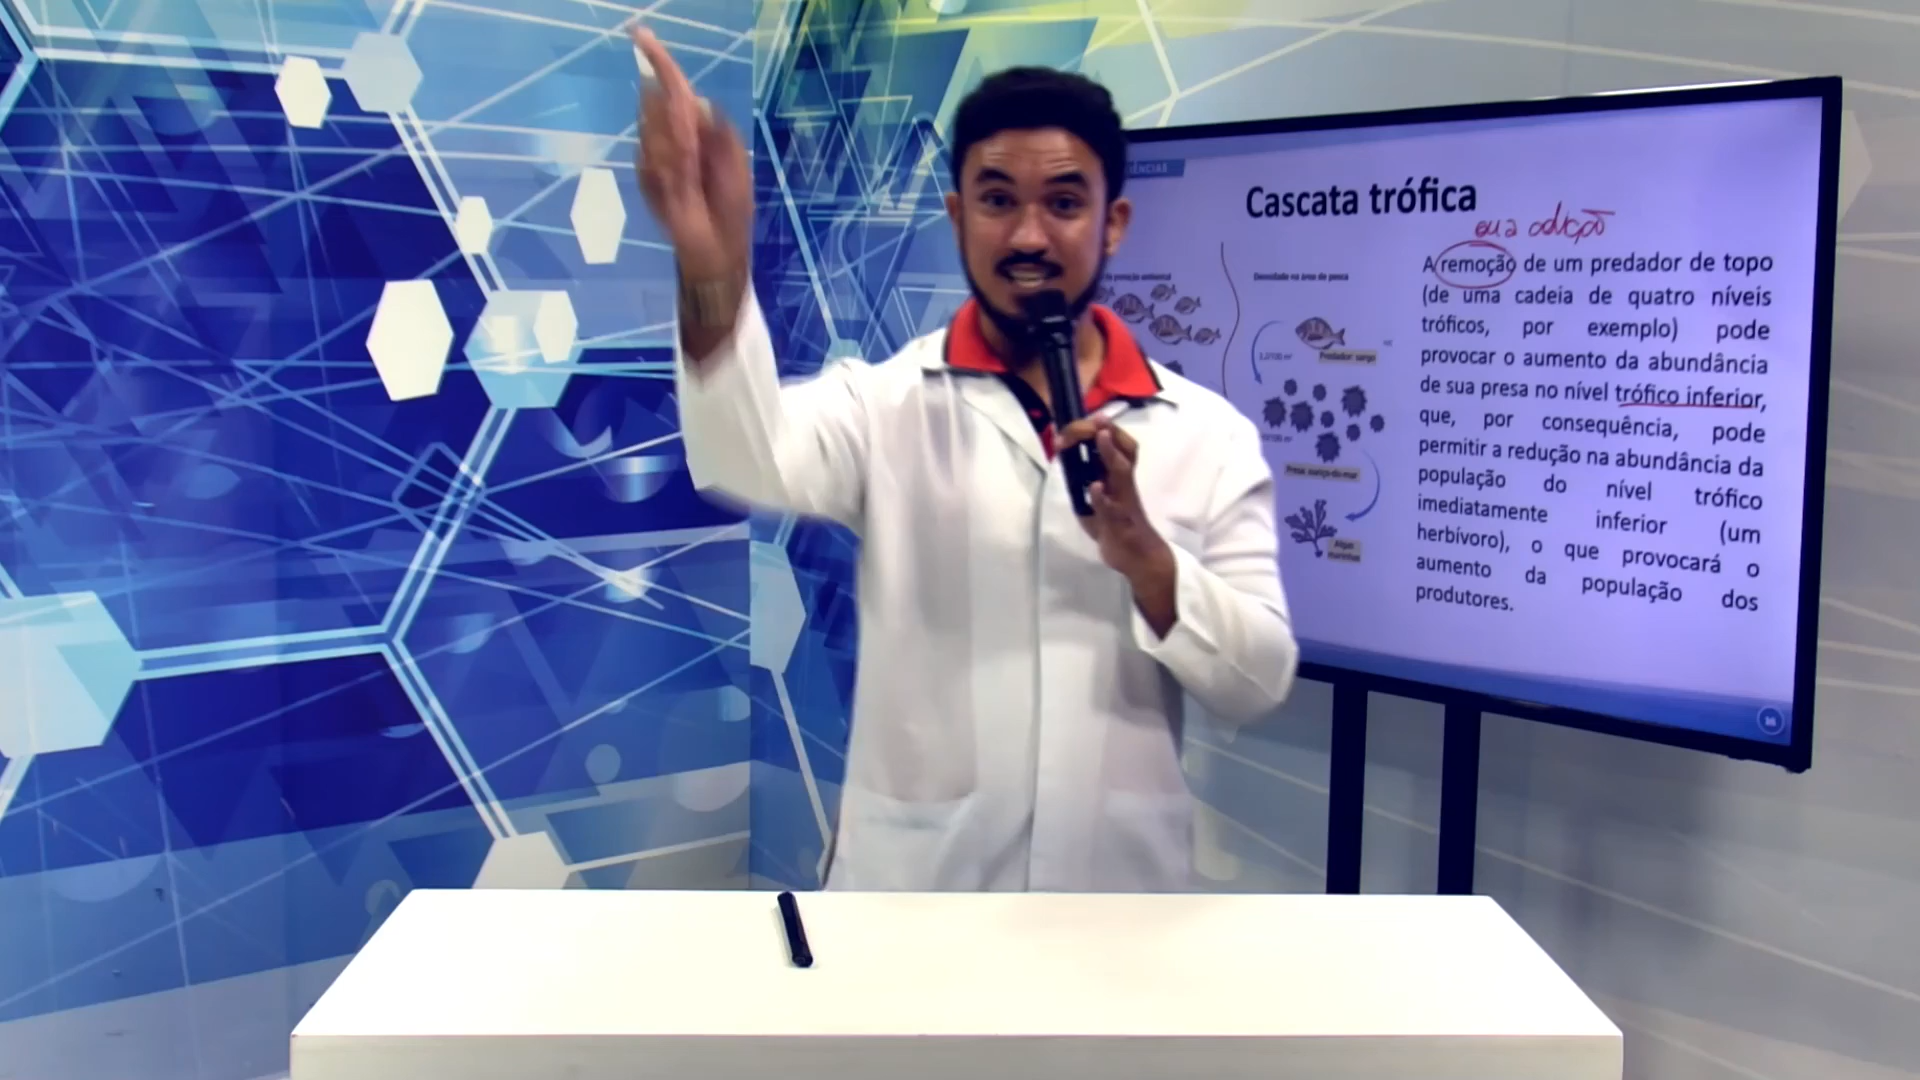 Cascata trófica
ou a adição
A remoção de um predador de topo
(de uma cadeia de quatro níveis
tróficos, por exemplo) pode
provocar o aumento da abundância
de sua presa no nível trófico inferior,
que, por consequência, pode
permitir a redução na abundância da
população do nível trófico
imediatamente inferior (um
herbívoro), o que provocará o
aumento da população dos
produtores.
Densidade na área de pesca
Predador: sargo
Presa: ouriço-do-mar
Algas
marinhas